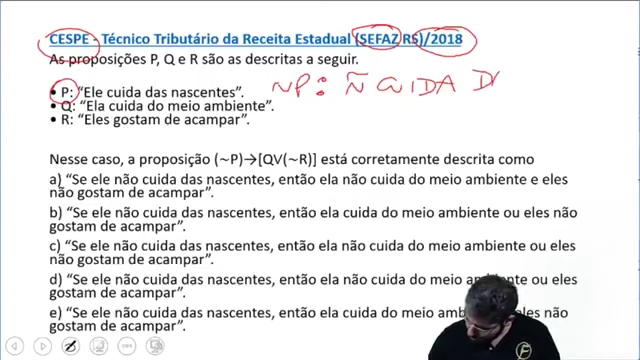 CESPE - Técnico Tributário da Receita Estadual (SEFAZ RS)/2018
As proposições P, Q e R são as descritas a seguir.
• P: “Ele cuida das nascentes”. ~P: Ñ CUIDA D
• Q: “Ela cuida do meio ambiente”.
• R: “Eles gostam de acampar”.
Nesse caso, a proposição (~P)→[QV(~R)] está corretamente descrita como
a) “Se ele não cuida das nascentes, então ela não cuida do meio ambiente e eles
não gostam de acampar”.
b) “Se ele não cuida das nascentes, então ela cuida do meio ambiente ou eles não
gostam de acampar”.
c) “Se ele não cuida das nascentes, então ela não cuida do meio ambiente ou eles
não gostam de acampar”.
d) “Se ele não cuida das nascentes, então ela não cuida do meio ambiente ou eles
não gostam de acampar”.
e) “Se ele não cuida das nascentes, então ela cuida do meio amb eles não
gostam de acampar”.